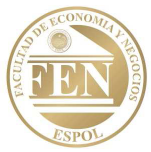 FACULTAD DE ECONOMIA Y NEGOCIOS
FEN
ESPOL